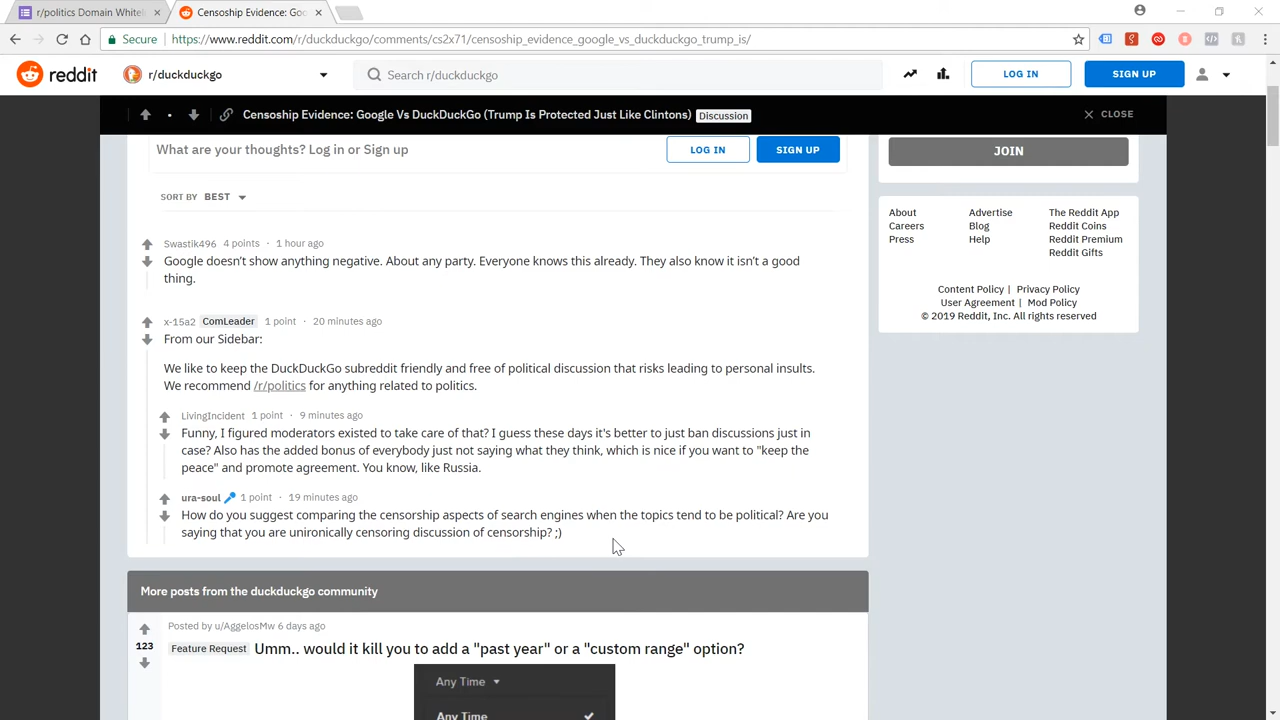 r/politics Domain Whitel
Censoship Evidence: Goo
Secure
https://www.reddit.com/r/duckduckgo/comments/cs2x71/censoship_evidence_google_vs_duckduckgo_trump_is/
reddit
r/duckduckgo
Search r/duckduckgo
LOG IN
SIGN UP
Censoship Evidence: Google Vs DuckDuckGo (Trump Is Protected Just Like Clintons) Discussion
CLOSE
What are your thoughts? Log in or Sign up
LOG IN
SIGN UP
JOIN
SORT BY BEST
About
Advertise
The Reddit App
Careers
Blog
Reddit Coins
Press
Help
Reddit Premium
Reddit Gifts
Content Policy | Privacy Policy
User Agreement | Mod Policy
© 2019 Reddit, Inc. All rights reserved
Swastik496 4 points · 1 hour ago
Google doesn't show anything negative. About any party. Everyone knows this already. They also know it isn't a good
thing.
x-15a2 ComLeader 1 point · 20 minutes ago
From our Sidebar:
We like to keep the DuckDuckGo subreddit friendly and free of political discussion that risks leading to personal insults.
We recommend /r/politics for anything related to politics.
LivingIncident 1 point · 9 minutes ago
Funny, I figured moderators existed to take care of that? I guess these days it's better to just ban discussions just in
case? Also has the added bonus of everybody just not saying what they think, which is nice if you want to "keep the
peace" and promote agreement. You know, like Russia.
ura-soul 1 point · 19 minutes ago
How do you suggest comparing the censorship aspects of search engines when the topics tend to be political? Are you
saying that you are unironically censoring discussion of censorship? ;)
More posts from the duckduckgo community
Posted by u/AggelosMw 6 days ago
123
Feature Request Umm.. would it kill you to add a "past year" or a "custom range" option?
Any Time
Any Time